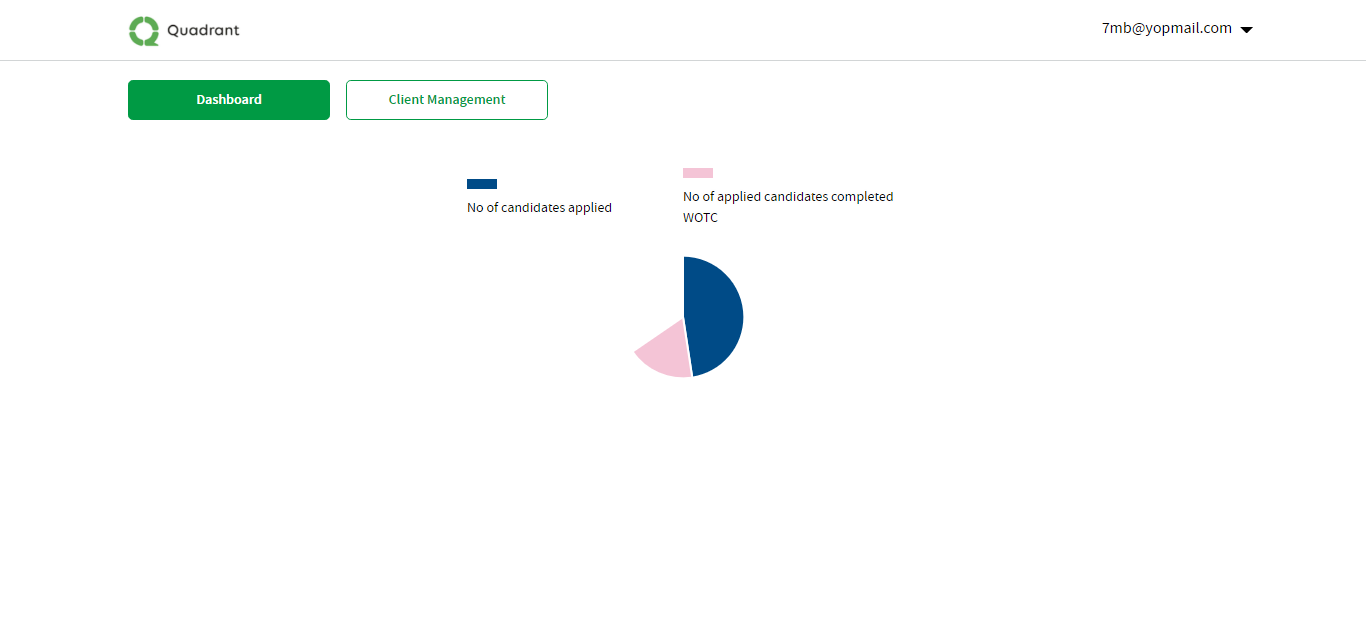 Quadrant
7mb@yopmail.com
Dashboard
Client Management
No of candidates applied
No of applied candidates completed
WOTC